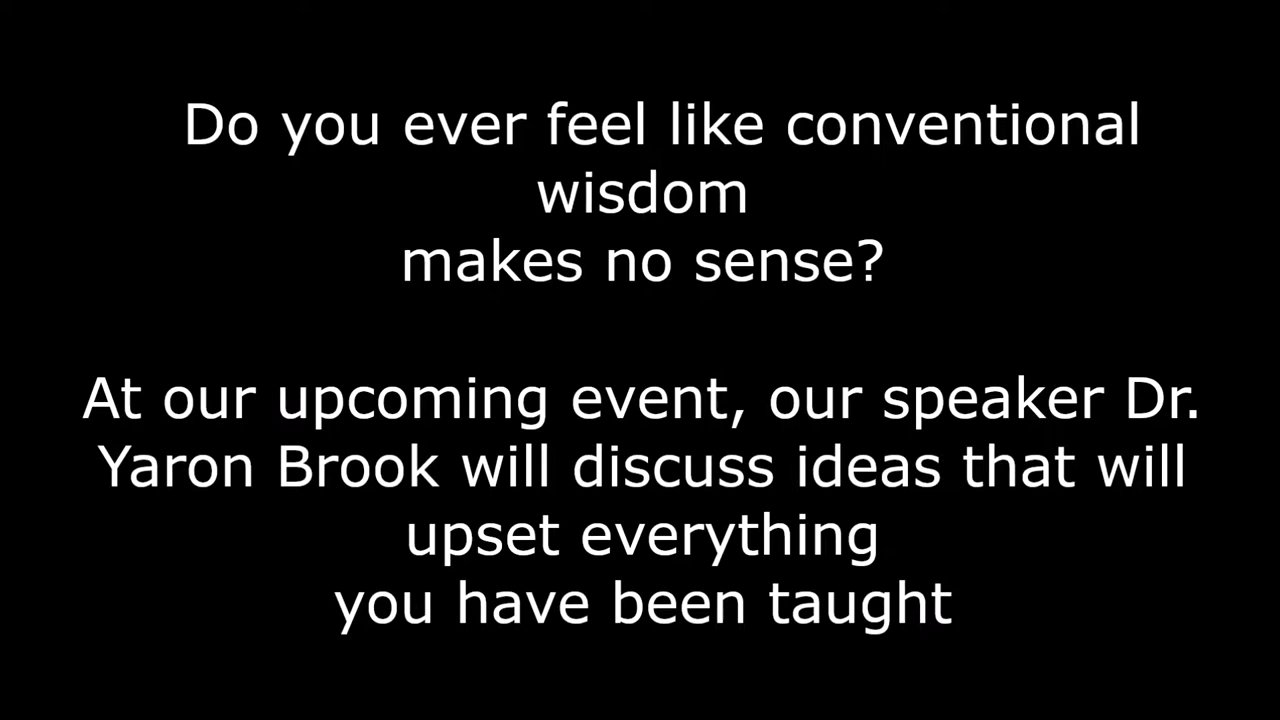 Do you ever feel like conventional
wisdom
makes no sense?
At our upcoming event, our speaker Dr.
Yaron Brook will discuss ideas that will
upset everything
you have been taught